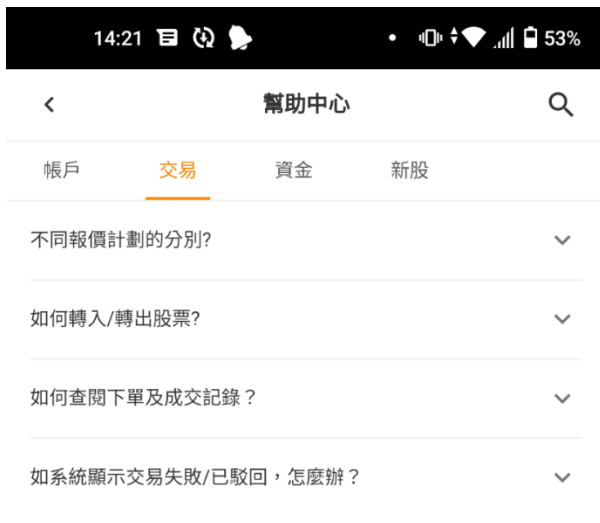 14:21 53%
幫助中心
帳戶 交易 資金 新股
不同報價計劃的分別?
如何轉入/轉出股票?
如何查閱下單及成交記錄？
如系統顯示交易失敗/已駁回，怎麼辦？